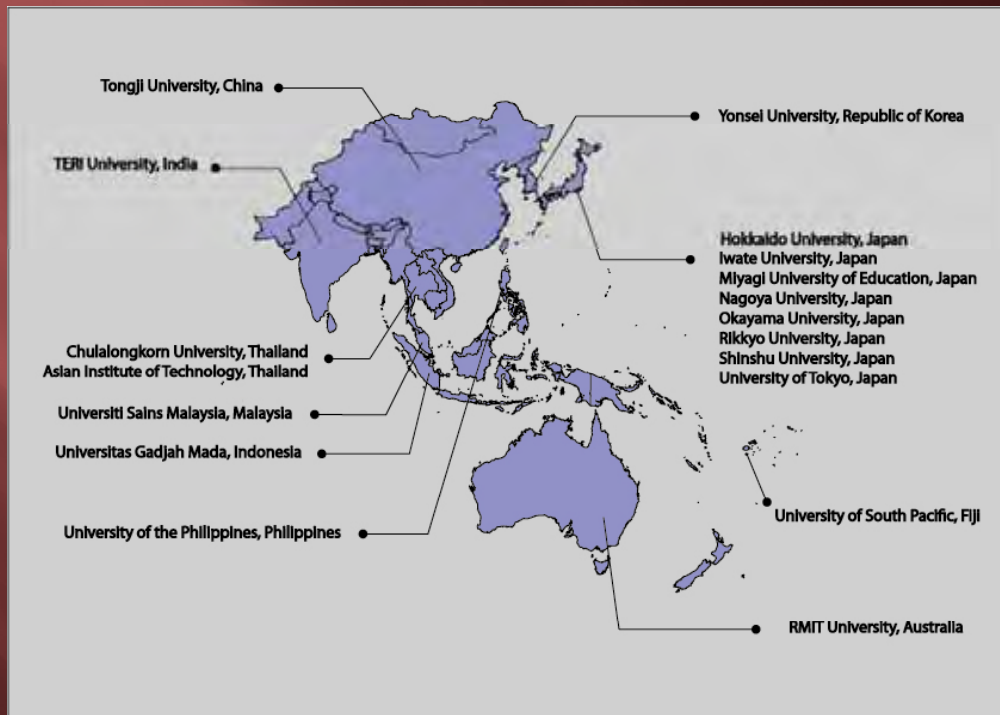 Tongji University, China
TERI University, India
Chulalongkorn University, Thailand
Asian Institute of Technology, Thailand
Universiti Sains Malaysia, Malaysia
Universitas Gadjah Mada, Indonesia
University of the Philippines, Philippines
Yonsei University, Republic of Korea
Hokkaido University, Japan
Iwate University, Japan
Miyagi University of Education, Japan
Nagoya University, Japan
Okayama University, Japan
Rikkyo University, Japan
Shinshu University, Japan
University of Tokyo, Japan
University of South Pacific, Fiji
RMIT University, Australia